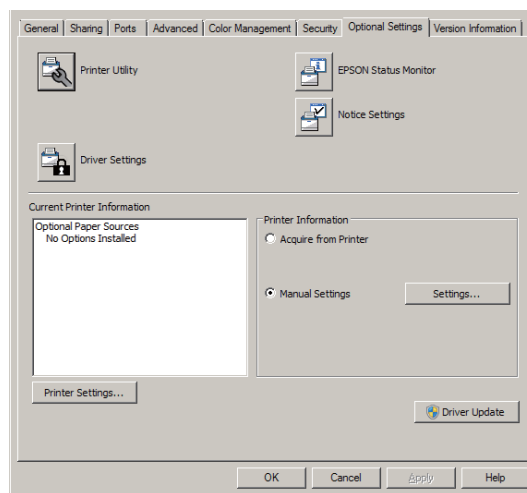 General Sharing Ports Advanced Color Management Security Optional Settings Version Information
Printer Utility
EPSON Status Monitor
Notice Settings
Driver Settings
Current Printer Information
Optional Paper Sources
No Options Installed
Printer Information
Acquire from Printer
Manual Settings
Settings...
Printer Settings...
Driver Update
OK Cancel Apply Help